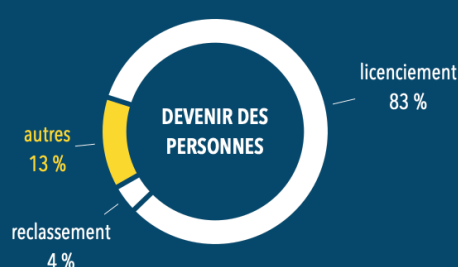 licenciement
83 %
DEVENIR DES
PERSONNES
autres
13 %
reclassement
4 %